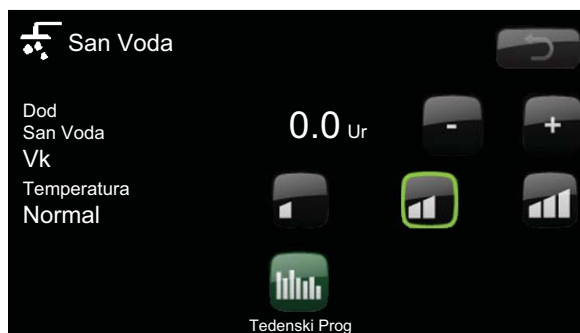 San Voda
Dod
San Voda
0.0 Ur
-
+
Vk
Temperatura
Normal
Tedenski Prog